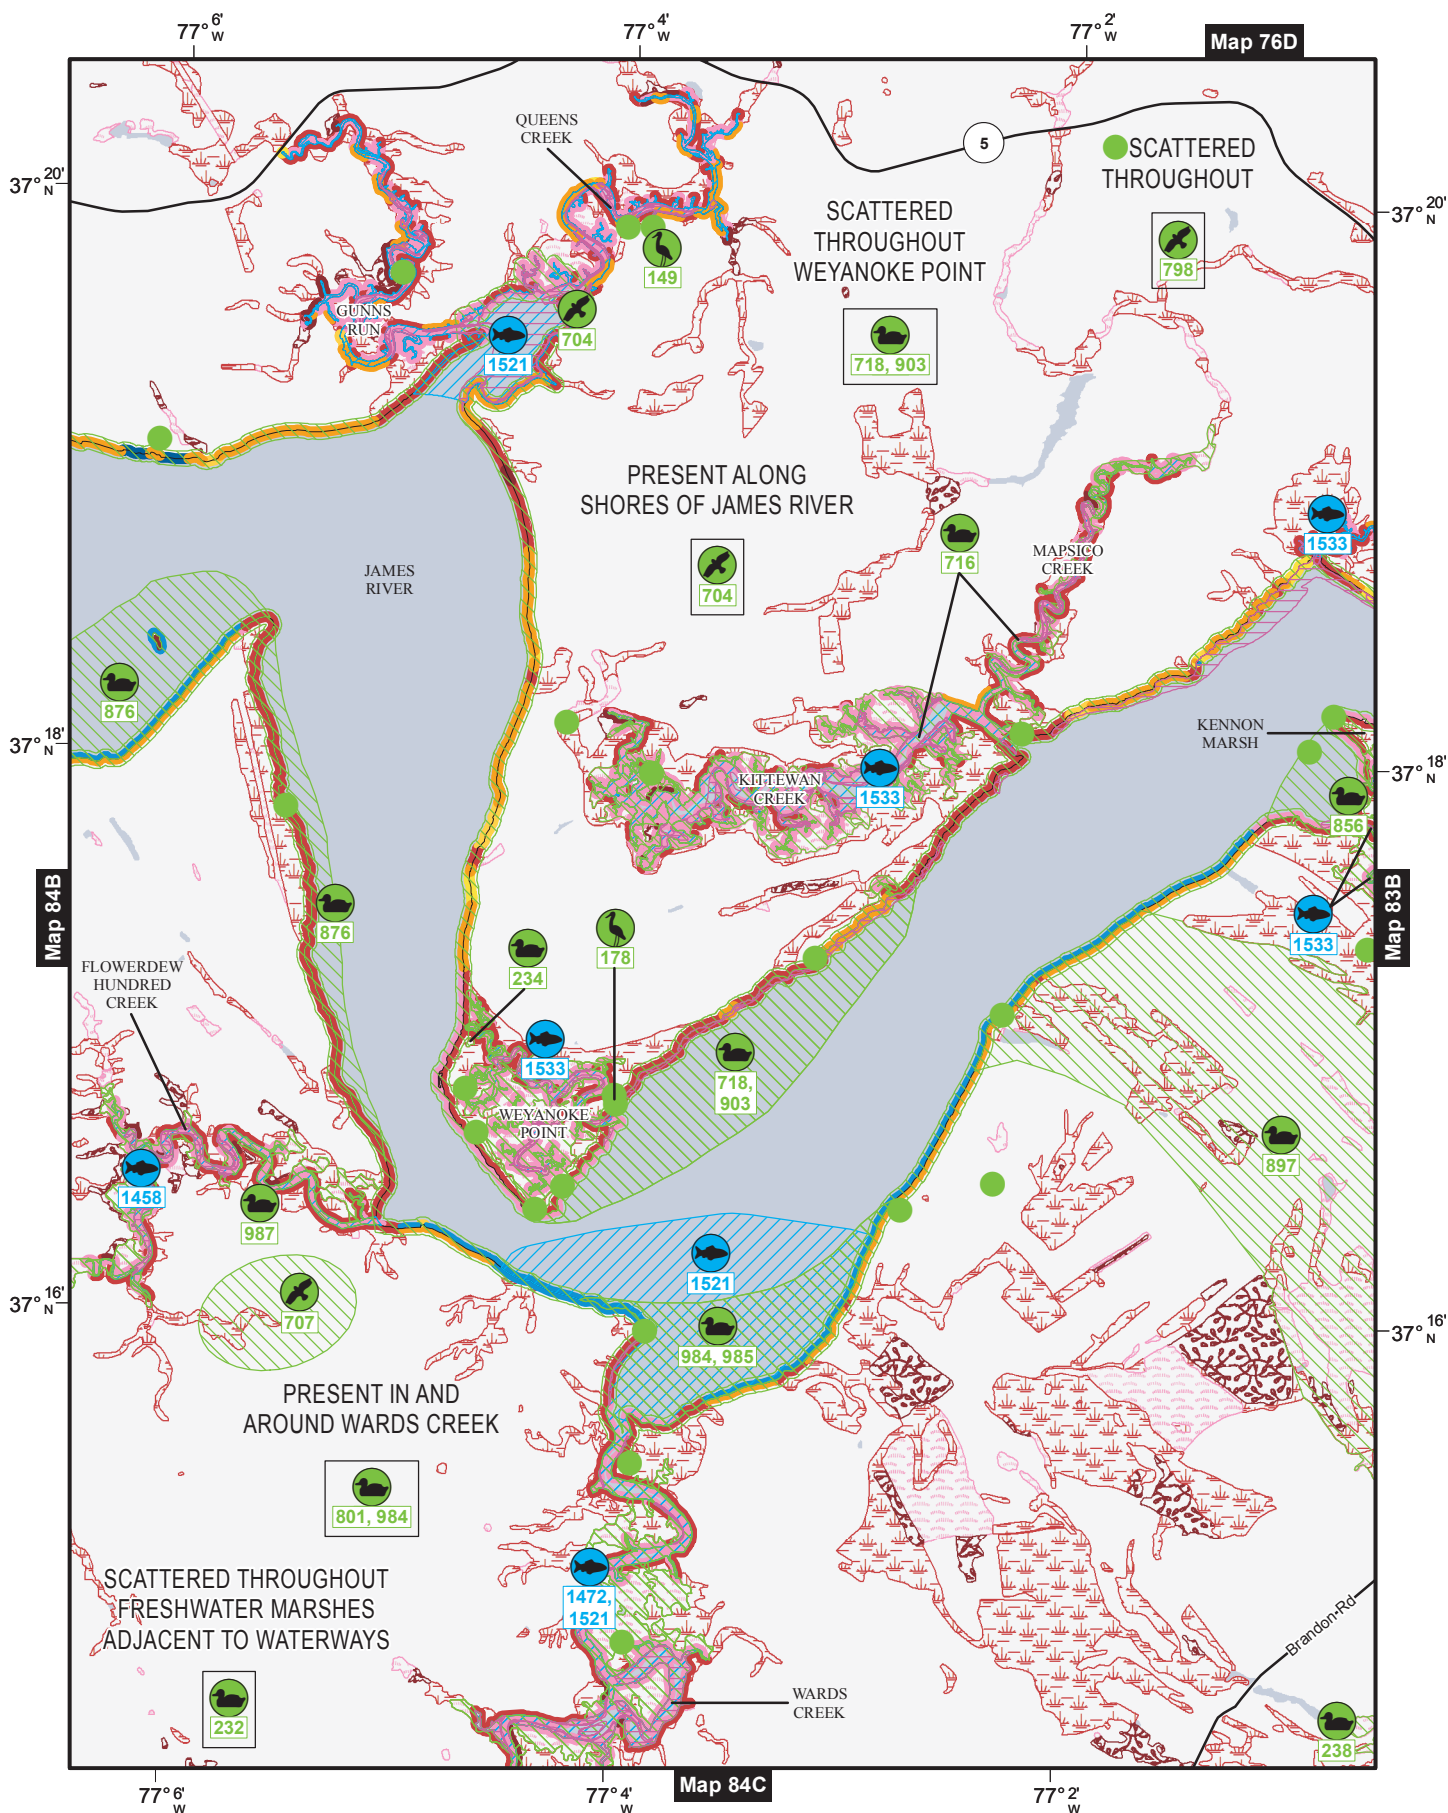 77° 6' W
77° 4' W
77° 2' W
Map 76D
QUEENS
CREEK
5
SCATTERED
THROUGHOUT
37° 20' N
37° 20' N
SCATTERED
THROUGHOUT
WEYANOKE POINT
149
798
GUNNS
RUN
704
1521
718, 903
PRESENT ALONG
SHORES OF JAMES RIVER
716
MAPSICO
CREEK
1533
JAMES
RIVER
704
876
KENNON
MARSH
37° 18' N
37° 18' N
KITTEWAN
CREEK
1533
856
Map 84B
Map 83B
876
234
178
1533
FLOWERDEW
HUNDRED
CREEK
1533
718,
903
WEYANOKE
POINT
897
1458
987
1521
707
984, 985
37° 16' N
37° 16' N
PRESENT IN AND
AROUND WARDS CREEK
801, 984
SCATTERED THROUGHOUT
FRESHWATER MARSHES
ADJACENT TO WATERWAYS
1472,
1521
Brandon Rd
232
WARDS
CREEK
238
Map 84C
77° 6' W
77° 4' W
77° 2' W